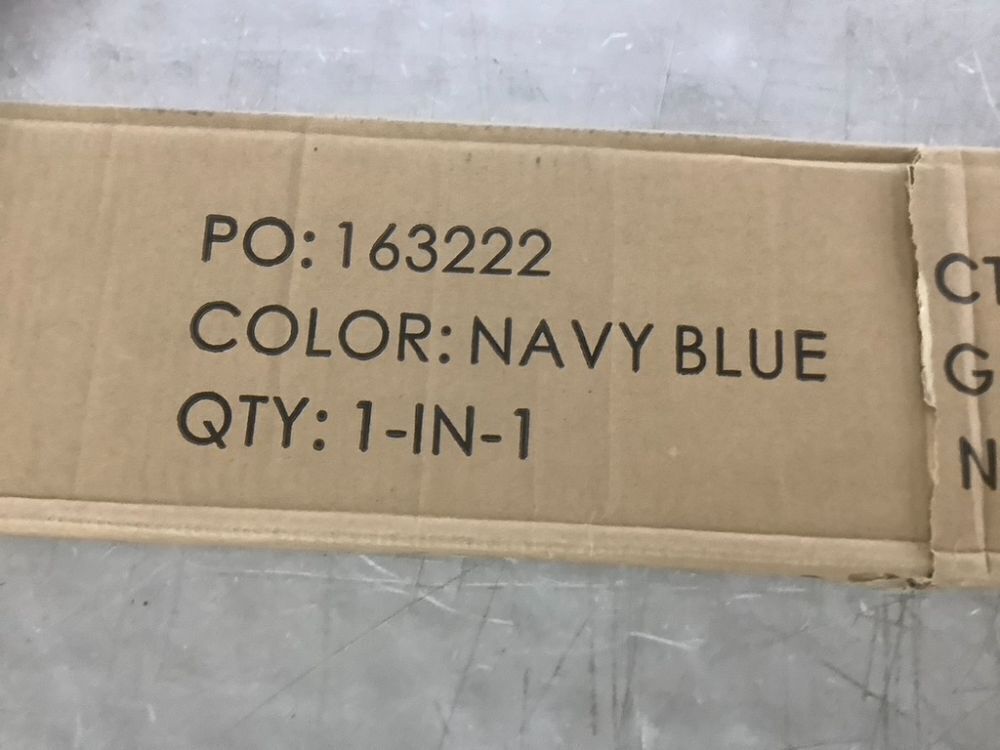 PO: 163222
COLOR: NAVY BLUE
QTY: 1-IN-1